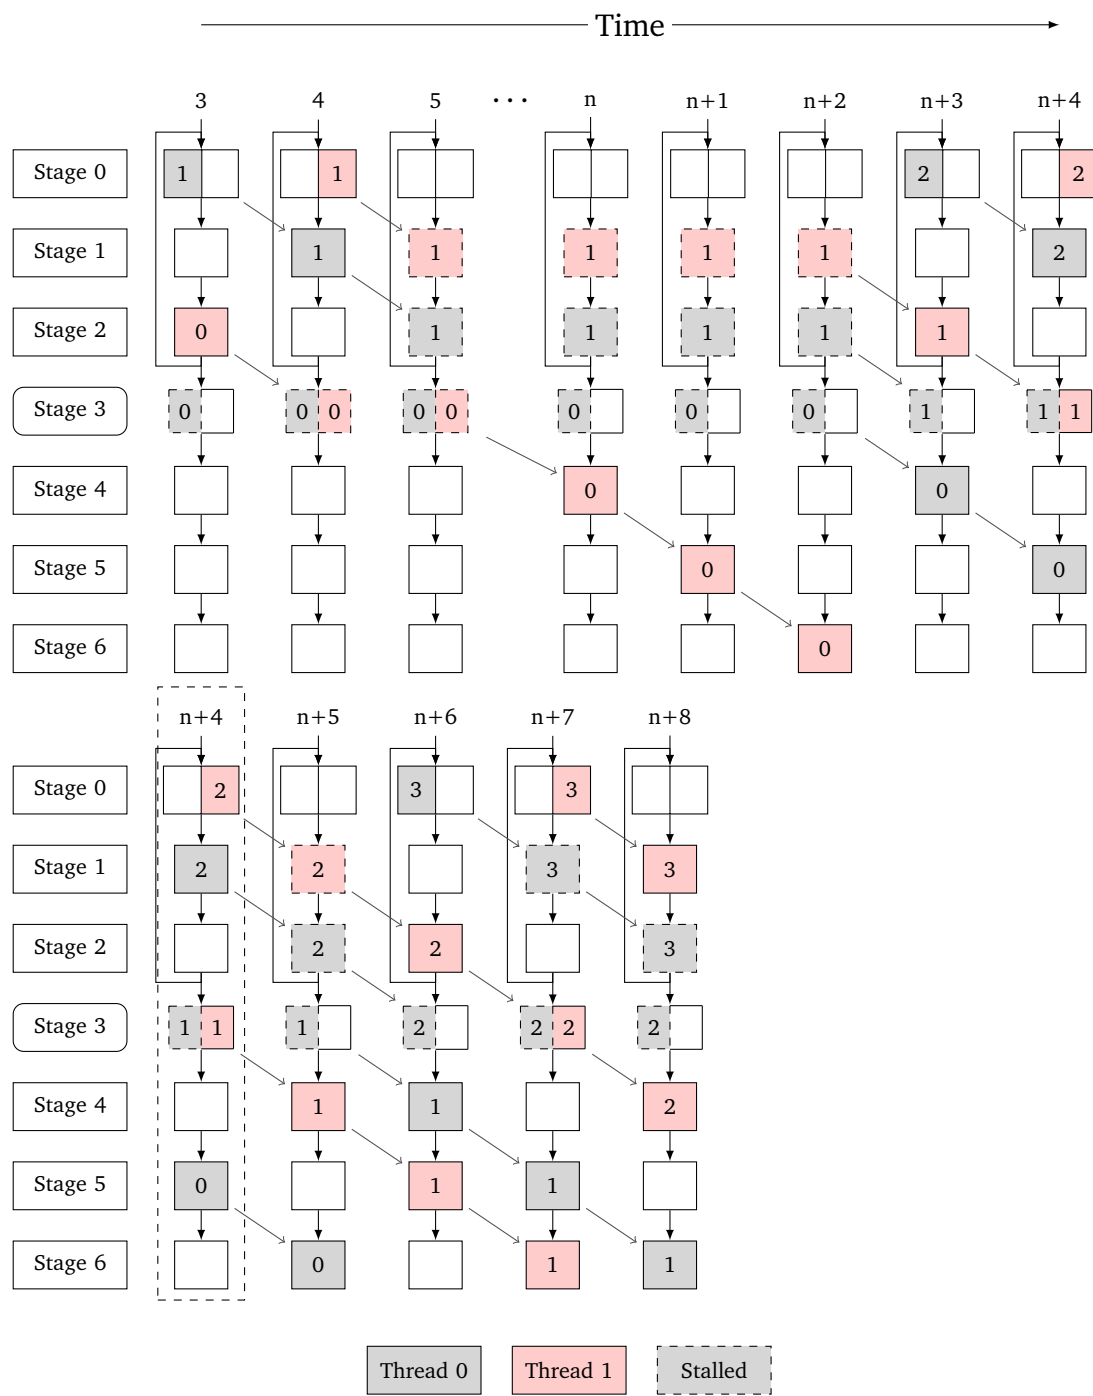 Time
3 4 5 ··· n n+1 n+2 n+3 n+4
Stage 0 1 1 2 2
Stage 1 1 1 1 1 1 2
Stage 2 0 1 1 1 1 1
Stage 3 0 0 0 0 0 0 0 0 1 1 1
Stage 4 0 0
Stage 5 0 0
Stage 6 0
n+4 n+5 n+6 n+7 n+8
Stage 0 2 3 3
Stage 1 2 2 3 3
Stage 2 2 2 3
Stage 3 1 1 1 2 2 2 2
Stage 4 1 1 2
Stage 5 0 1 1
Stage 6 0 1 1
Thread 0 Thread 1 Stalled